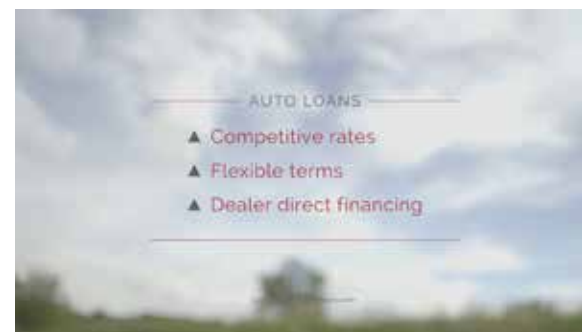 AUTO LOANS
▲ Competitive rates
▲ Flexible terms
▲ Dealer direct financing